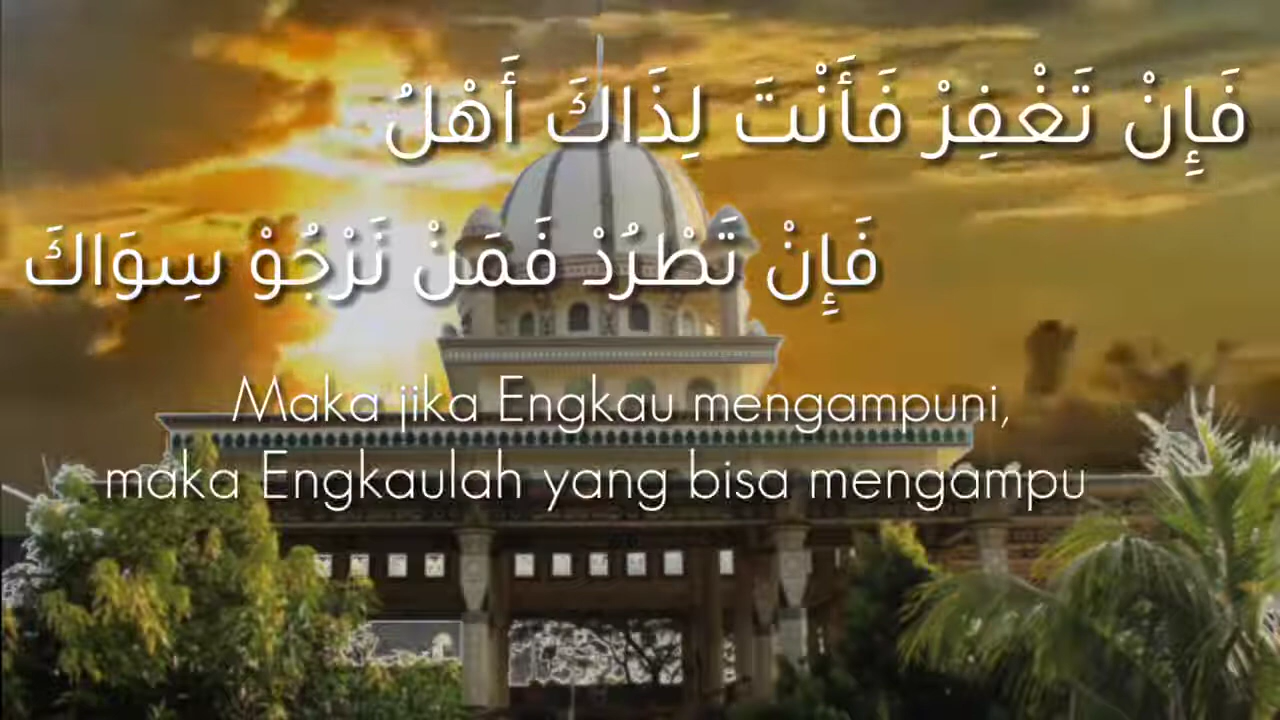 فَإِنْ تَغْفِرْ فَأَنْتَ لِذَاكَ أَهْلُ
فَإِنْ تَطْرُدْ فَمَنْ نَرْجُوْ سِوَاكَ
Maka jika Engkau mengampuni,
maka Engkaulah yang bisa mengampu